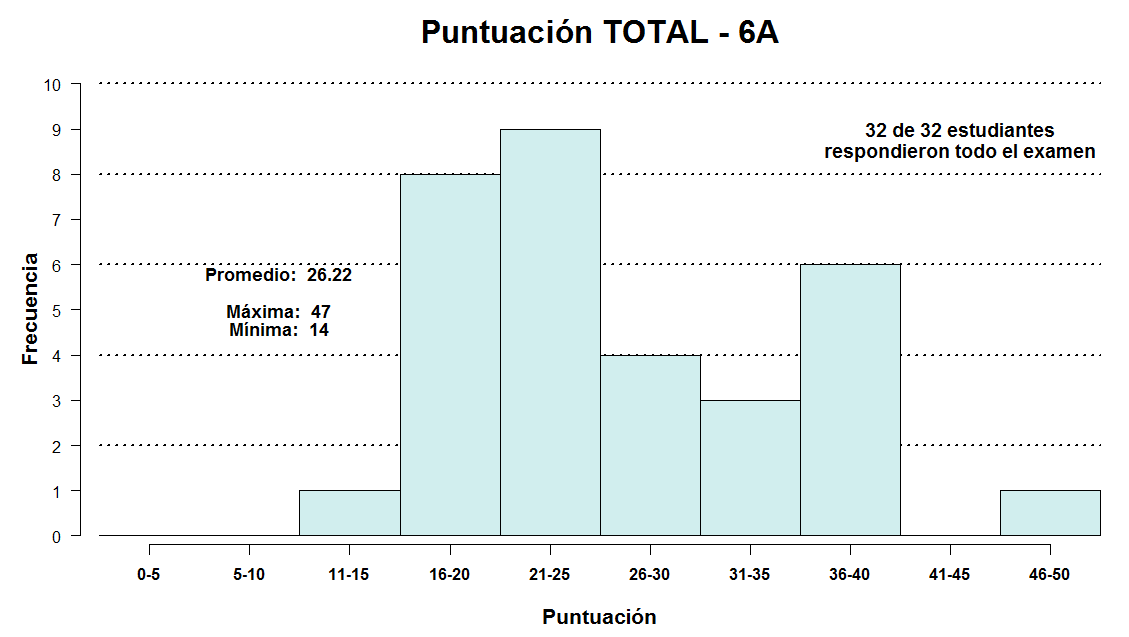 Puntuación TOTAL - 6A
10
9
8
7
6
5
4
3
2
1
0
Frecuencia
32 de 32 estudiantes
respondieron todo el examen
Promedio: 26.22
Máxima: 47
Mínima: 14
0-5 5-10 11-15 16-20 21-25 26-30 31-35 36-40 41-45 46-50
Puntuación